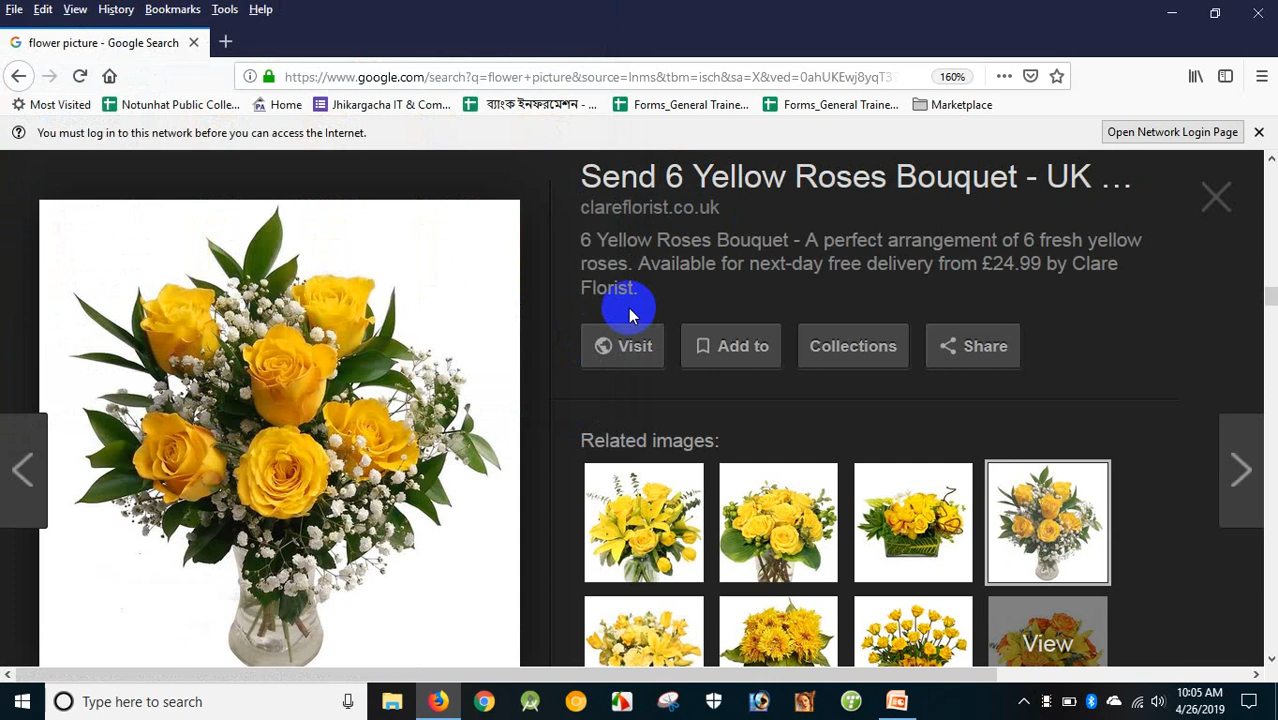 File Edit View History Bookmarks Tools Help
flower picture - Google Search
https://www.google.com/search?q=flower+picture&source=lnms&tbm=isch&sa=X&ved=0ahUKEwj8yqT3
160%
Most Visited Notunhat Public Colle... Home Jhikargacha IT & Com... ব্যাংক ইনফরমেশন - ... Forms_General Traine... Forms_General Traine... Marketplace
You must log in to this network before you can access the Internet. Open Network Login Page
Send 6 Yellow Roses Bouquet - UK ...
clareflorist.co.uk
6 Yellow Roses Bouquet - A perfect arrangement of 6 fresh yellow
roses. Available for next-day free delivery from £24.99 by Clare
Florist.
Visit Add to Collections Share
Related images:
View
Type here to search
10:05 AM
4/26/2019